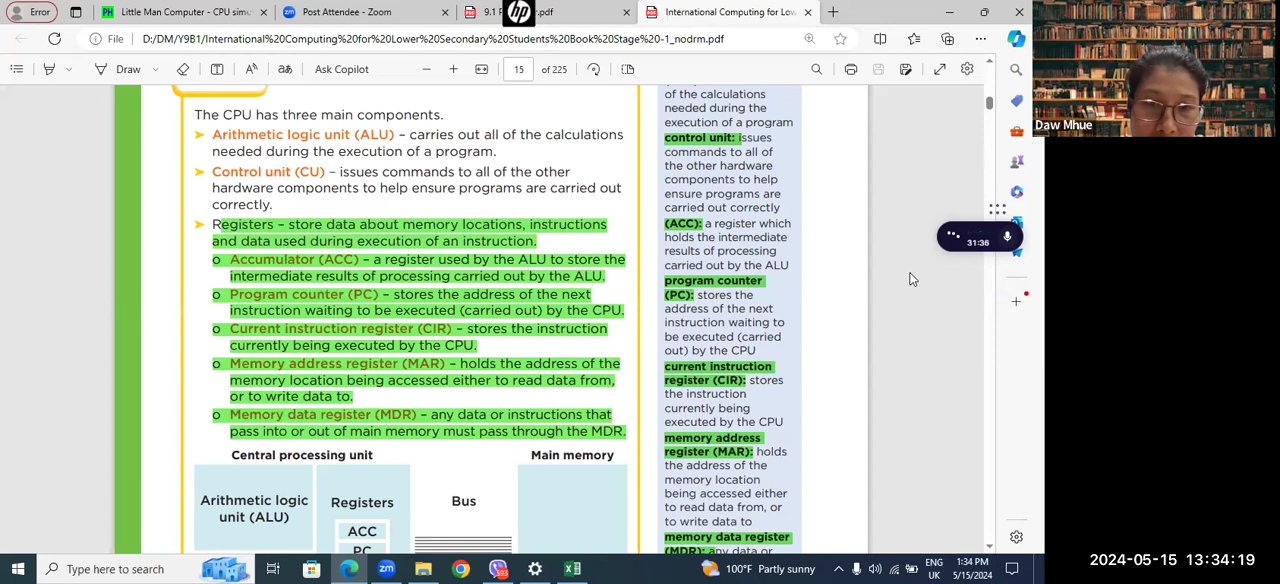 Error
Little Man Computer - CPU simu
Post Attendee - Zoom
9.1 P
r.pdf
International Computing for Low
File
D:/DM/Y9B1/International%20Computing%20for%20Lower%20Secondary%20Students%20Book%20Stage%20-1_nodrm.pdf
Draw
Ask Copilot
15 of 225
The CPU has three main components.
➤ Arithmetic logic unit (ALU) – carries out all of the calculations
needed during the execution of a program.
➤ Control unit (CU) – issues commands to all of the other
hardware components to help ensure programs are carried out
correctly.
➤ Registers – store data about memory locations, instructions
and data used during execution of an instruction.
o Accumulator (ACC) – a register used by the ALU to store the
intermediate results of processing carried out by the ALU.
o Program counter (PC) – stores the address of the next
instruction waiting to be executed (carried out) by the CPU.
o Current instruction register (CIR) – stores the instruction
currently being executed by the CPU.
o Memory address register (MAR) – holds the address of the
memory location being accessed either to read data from,
or to write data to.
o Memory data register (MDR) – any data or instructions that
pass into or out of main memory must pass through the MDR.
Central processing unit
Main memory
Arithmetic logic
unit (ALU)
Registers
ACC
PC
Bus
of the calculations
needed during the
execution of a program
control unit: issues
commands to all of
the other hardware
components to help
ensure programs are
carried out correctly
(ACC): a register which
holds the intermediate
results of processing
carried out by the ALU
program counter
(PC): stores the
address of the next
instruction waiting to
be executed (carried
out) by the CPU
current instruction
register (CIR): stores
the instruction
currently being
executed by the CPU
memory address
register (MAR): holds
the address of the
memory location
being accessed either
to read data from, or
to write data to
memory data register
(MDR): any data or
31:36
Daw Mhue
Type here to search
100°F Partly sunny
ENG
UK
1:34 PM
5/15/2024
2024-05-15 13:34:19